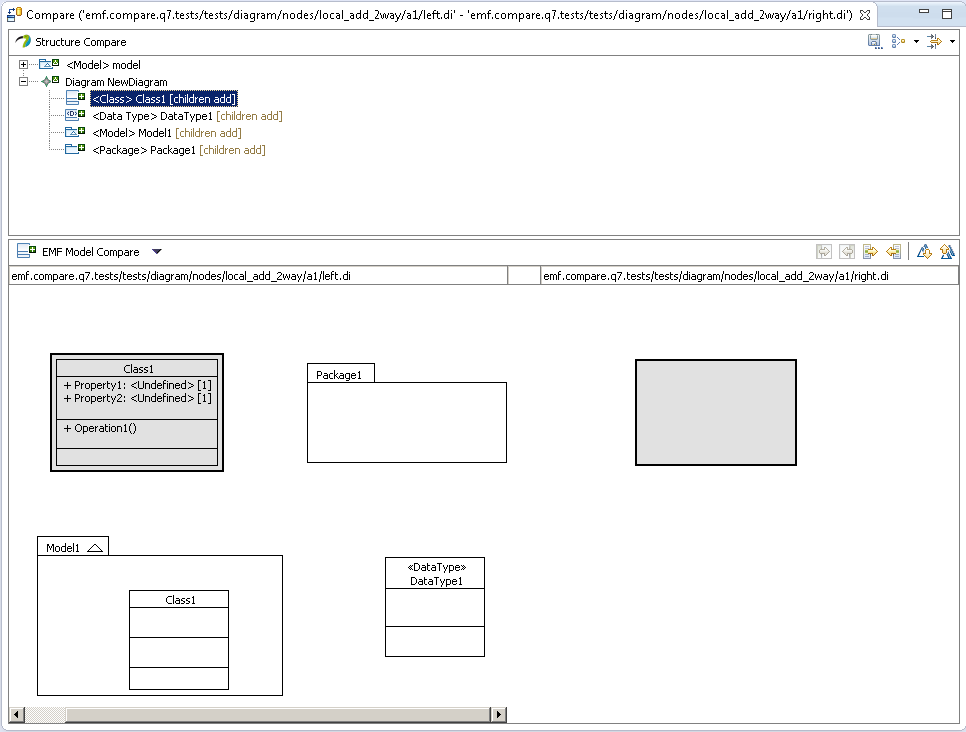 Compare ('emf.compare.q7.tests/tests/diagram/nodes/local_add_2way/a1/left.di' - 'emf.compare.q7.tests/tests/diagram/nodes/local_add_2way/a1/right.di')
Structure Compare
<Model> model
Diagram NewDiagram
<Class> Class1 [children add]
<Data Type> DataType1 [children add]
<Model> Model1 [children add]
<Package> Package1 [children add]
EMF Model Compare
emf.compare.q7.tests/tests/diagram/nodes/local_add_2way/a1/left.di
emf.compare.q7.tests/tests/diagram/nodes/local_add_2way/a1/right.di
Class1
+ Property1: <Undefined> [1]
+ Property2: <Undefined> [1]
+ Operation1()
Package1
Model1
Class1
«DataType»
DataType1